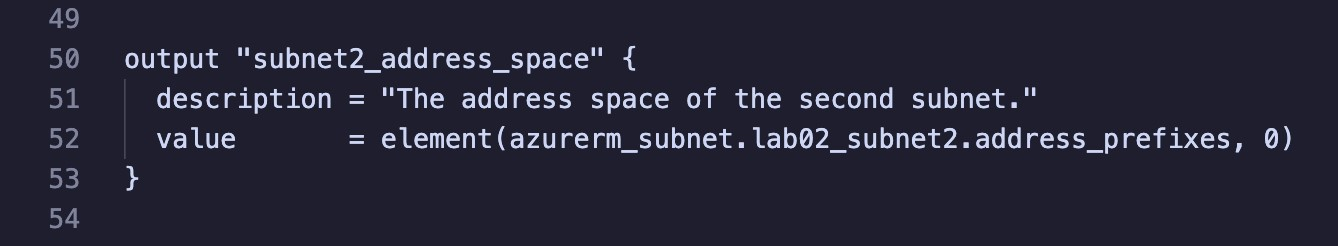 49
50 output "subnet2_address_space" {
51   description = "The address space of the second subnet."
52   value       = element(azurerm_subnet.lab02_subnet2.address_prefixes, 0)
53 }
54